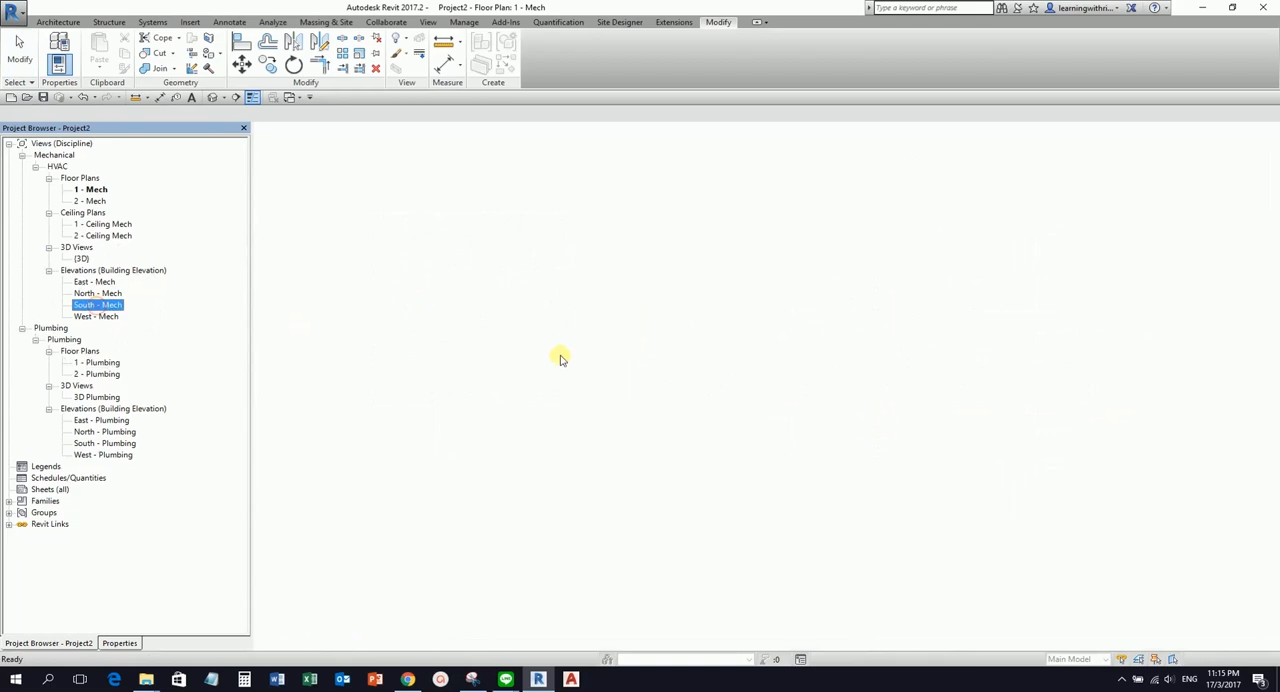 Autodesk Revit 2017.2 - Project2 - Floor Plan: 1 - Mech
Type a keyword or phrase
learningwithri...
Architecture Structure Systems Insert Annotate Analyze Massing & Site Collaborate View Manage Add-Ins Quantification Site Designer Extensions Modify
Modify
Paste
Cope
Cut
Join
Select Properties Clipboard Geometry Modify View Measure Create
Project Browser - Project2
Views (Discipline)
Mechanical
HVAC
Floor Plans
1 - Mech
2 - Mech
Ceiling Plans
1 - Ceiling Mech
2 - Ceiling Mech
3D Views
{3D}
Elevations (Building Elevation)
East - Mech
North - Mech
South - Mech
West - Mech
Plumbing
Plumbing
Floor Plans
1 - Plumbing
2 - Plumbing
3D Views
3D Plumbing
Elevations (Building Elevation)
East - Plumbing
North - Plumbing
South - Plumbing
West - Plumbing
Legends
Schedules/Quantities
Sheets (all)
Families
Groups
Revit Links
Project Browser - Project2 Properties
Ready
:0
Main Model
ENG
11:15 PM
17/3/2017